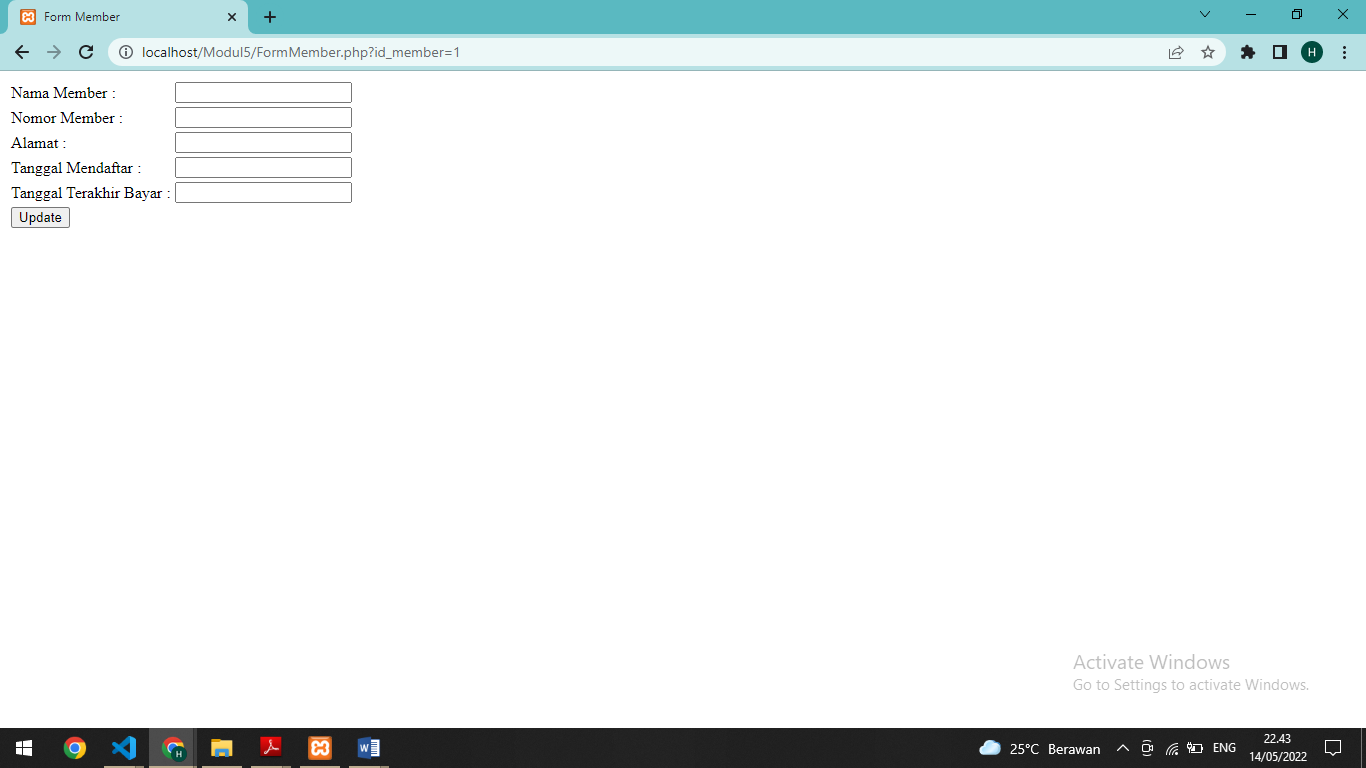 Form Member
localhost/Modul5/FormMember.php?id_member=1
H
Nama Member :
Nomor Member :
Alamat :
Tanggal Mendaftar :
Tanggal Terakhir Bayar :
Update
Activate Windows
Go to Settings to activate Windows.
H
W
25°C Berawan
ENG
22.43
14/05/2022